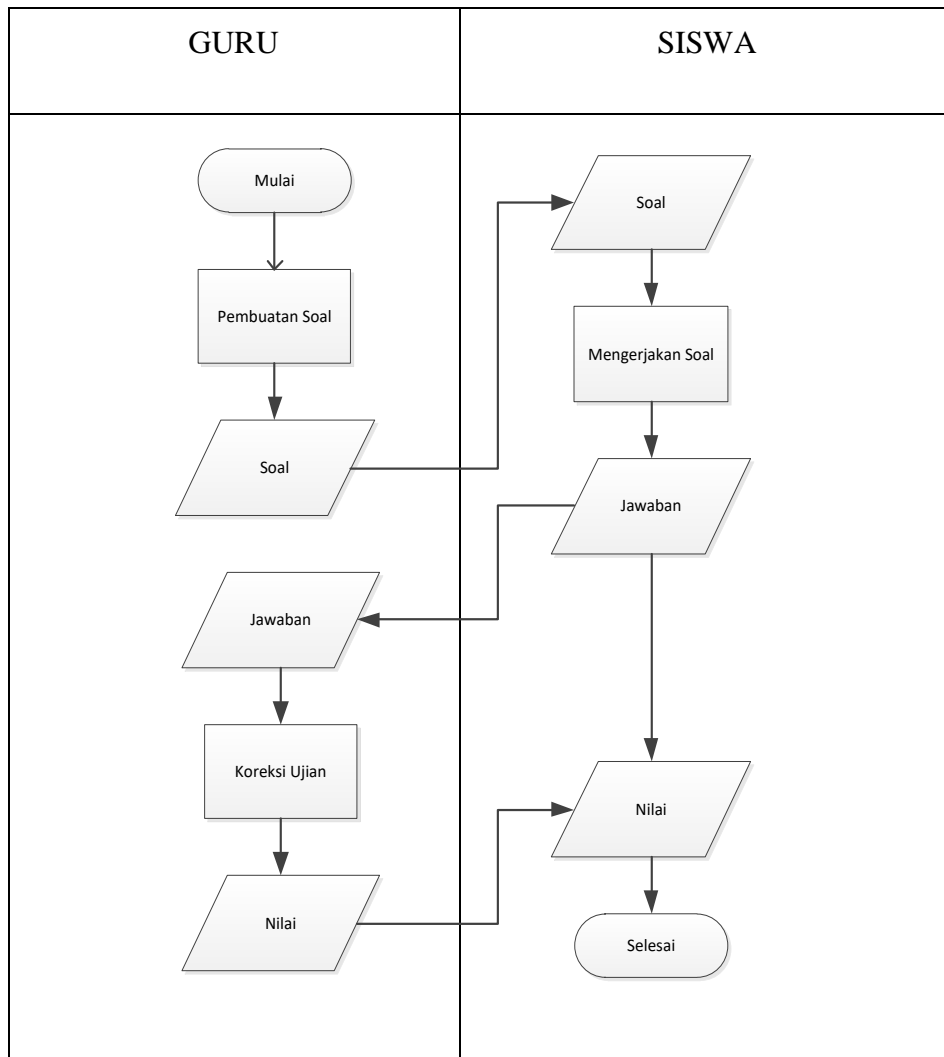 GURU
SISWA
Mulai
Pembuatan Soal
Soal
Soal
Mengerjakan Soal
Jawaban
Jawaban
Koreksi Ujian
Nilai
Nilai
Selesai